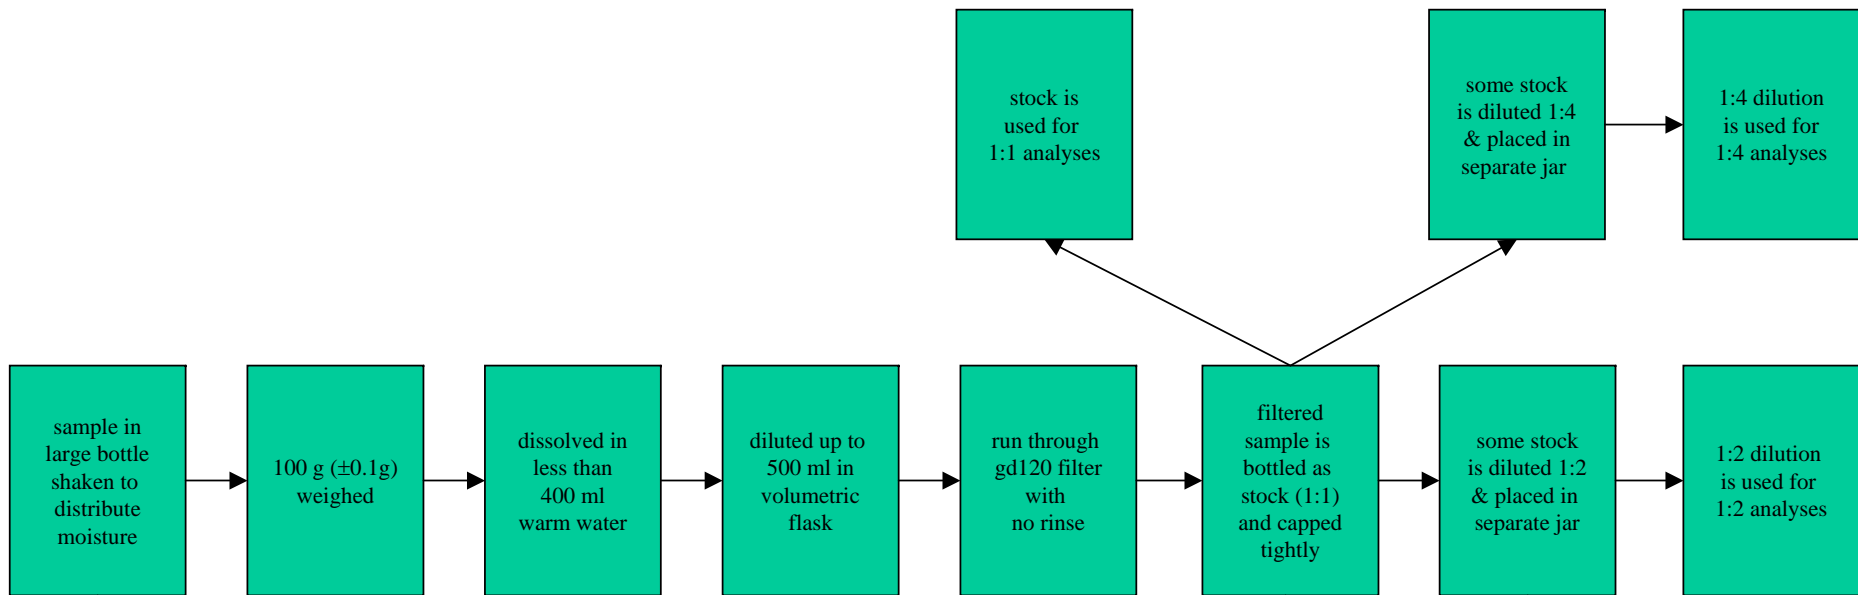 stock is
used for
1:1 analyses
some stock
is diluted 1:4
& placed in
separate jar
1:4 dilution
is used for
1:4 analyses
sample in
large bottle
shaken to
distribute
moisture
100 g (±0.1g)
weighed
dissolved in
less than
400 ml
warm water
diluted up to
500 ml in
volumetric
flask
run through
gd120 filter
with
no rinse
filtered
sample is
bottled as
stock (1:1)
and capped
tightly
some stock
is diluted 1:2
& placed in
separate jar
1:2 dilution
is used for
1:2 analyses